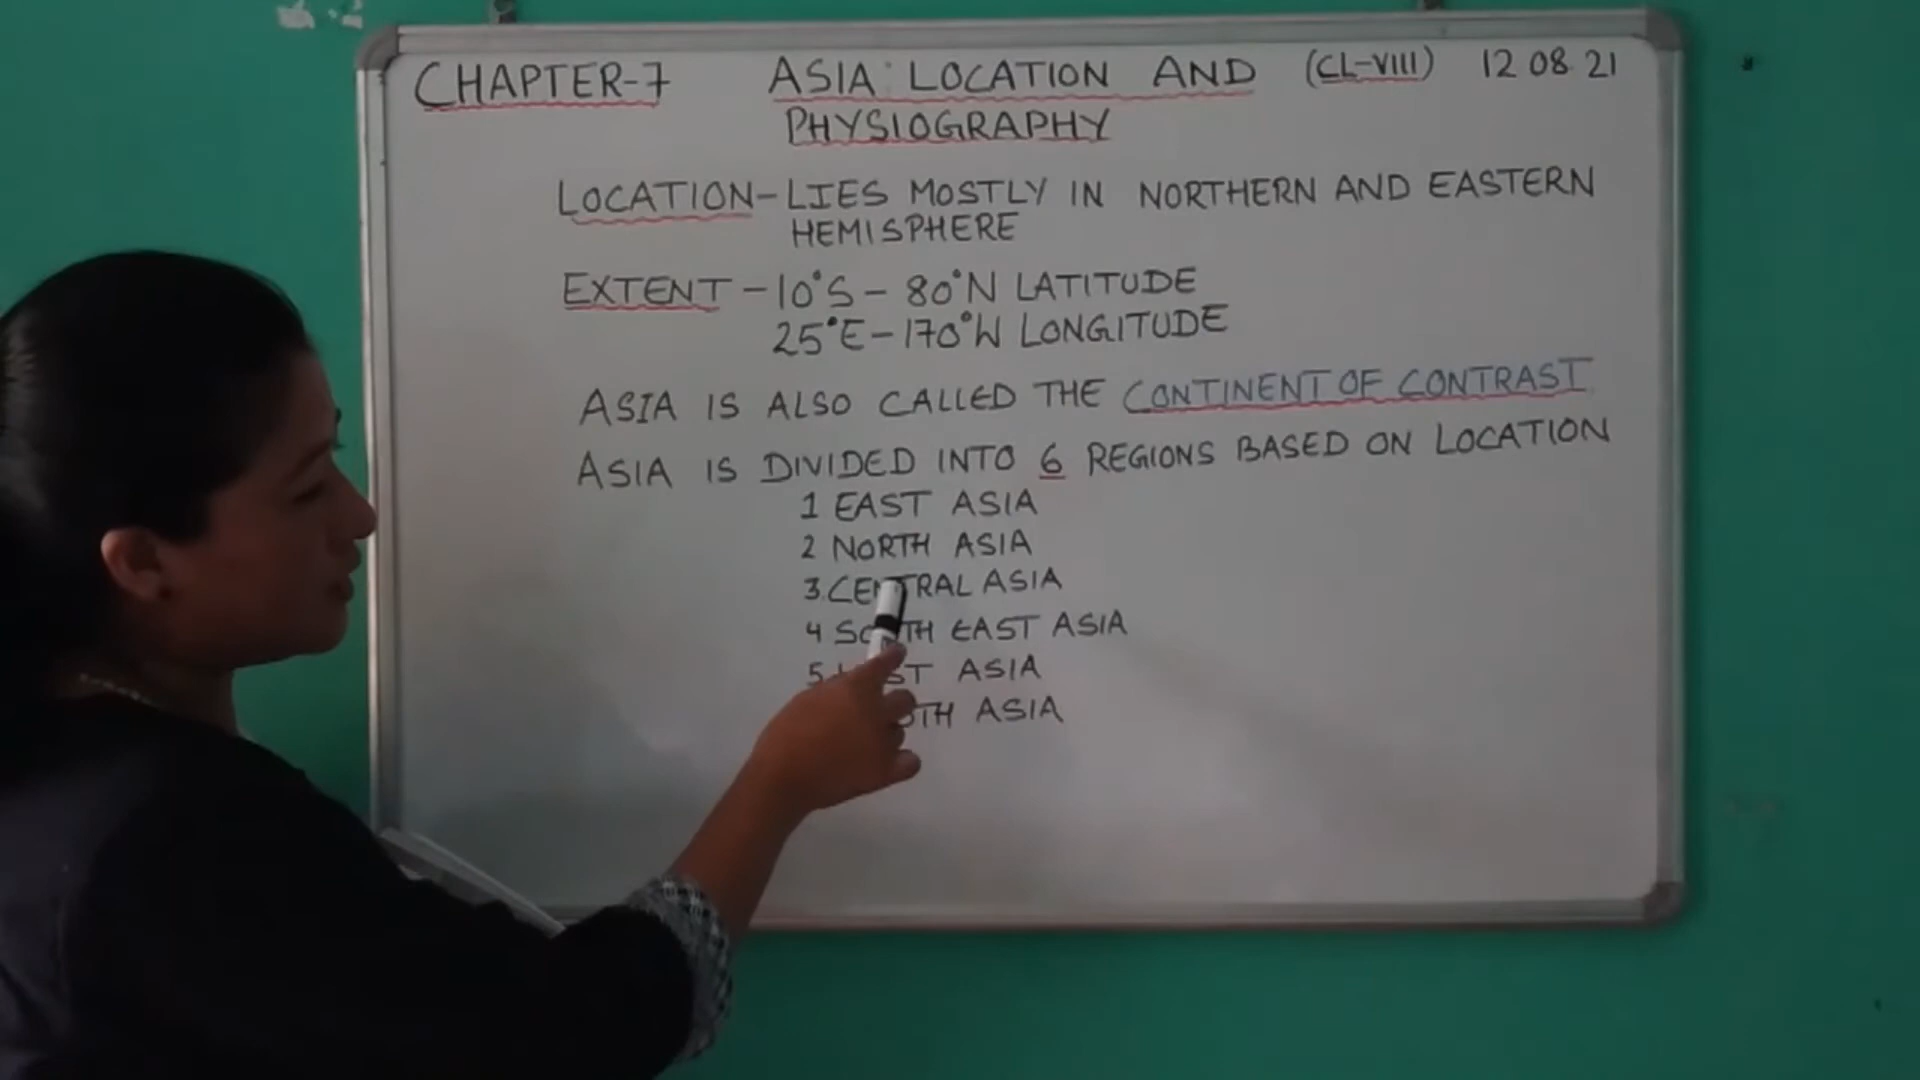 CHAPTER-7 ASIA: LOCATION AND (CL-VIII) 12 08 21
PHYSIOGRAPHY
LOCATION-LIES MOSTLY IN NORTHERN AND EASTERN
HEMISPHERE
EXTENT - 10°S - 80°N LATITUDE
25°E - 170°W LONGITUDE
ASIA IS ALSO CALLED THE CONTINENT OF CONTRAST
ASIA IS DIVIDED INTO 6 REGIONS BASED ON LOCATION
1 EAST ASIA
2 NORTH ASIA
3. CENTRAL ASIA
4 SOUTH EAST ASIA
5 ASIA
ASIA